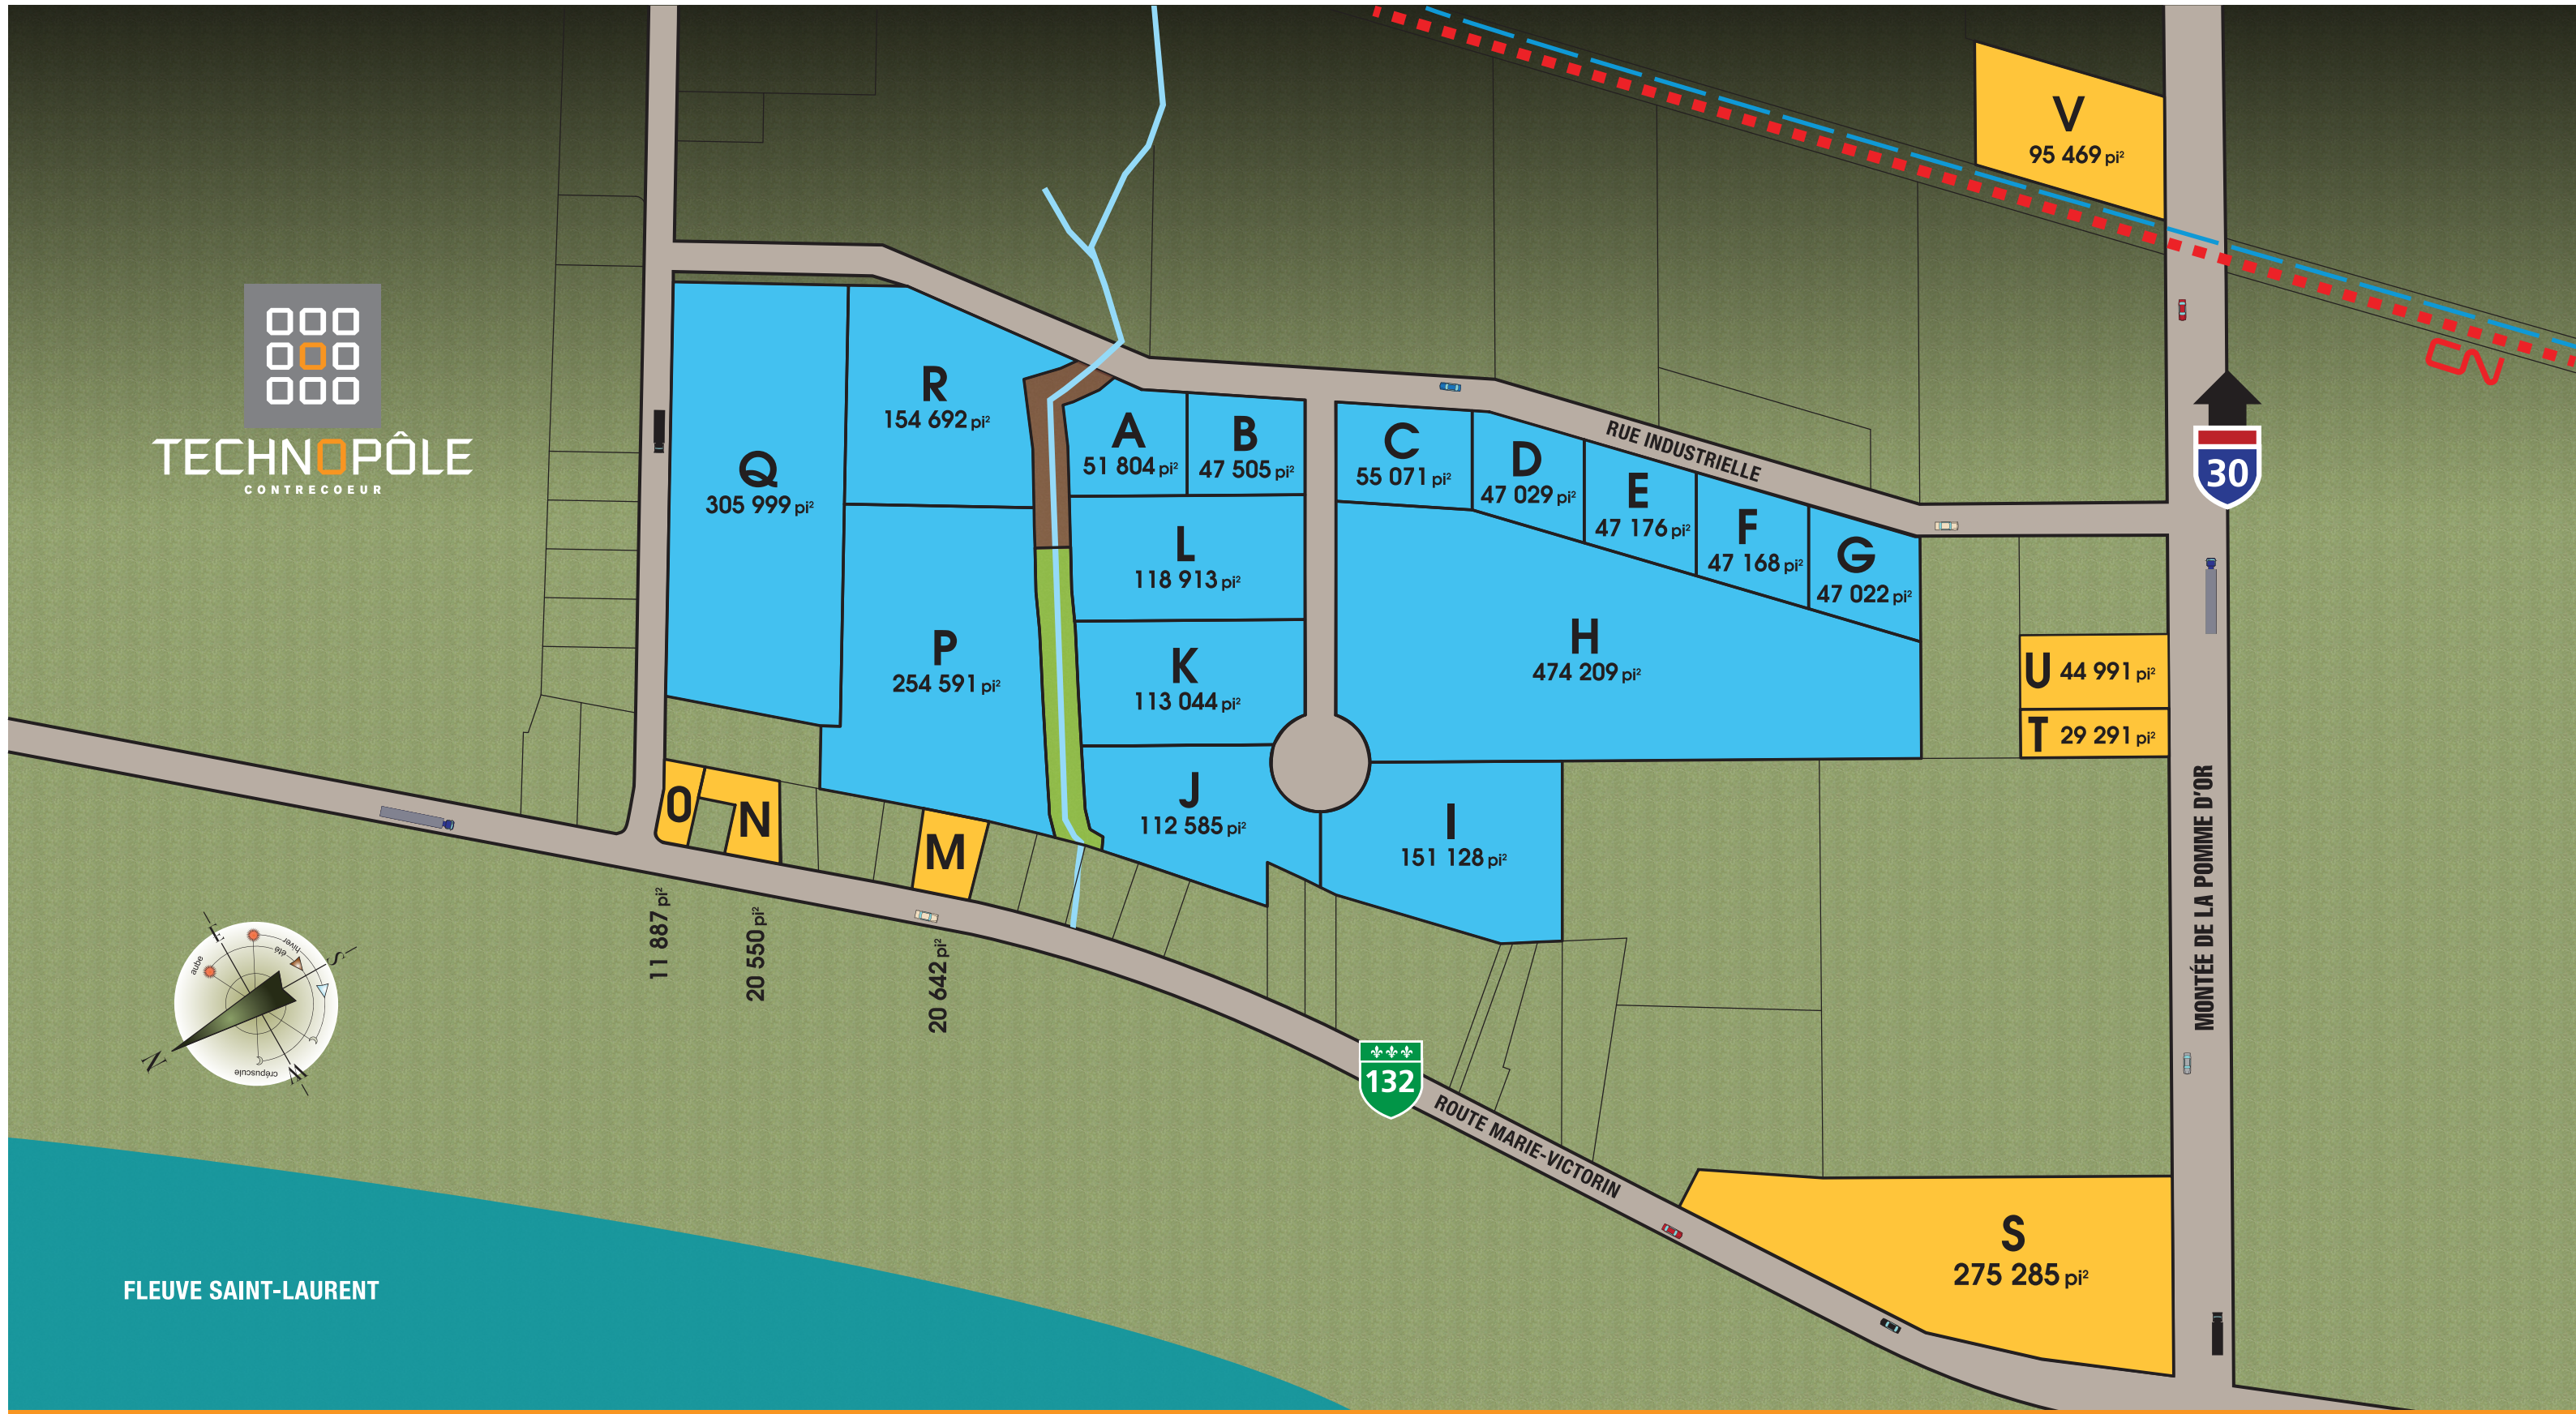 V
95 469 pi²
CN
TECHNOPÔLE
CONTRECOEUR
Q
305 999 pi²
R
154 692 pi²
A
51 804 pi²
B
47 505 pi²
C
55 071 pi²
D
47 029 pi²
E
47 176 pi²
F
47 168 pi²
G
47 022 pi²
RUE INDUSTRIELLE
30
L
118 913 pi²
P
254 591 pi²
K
113 044 pi²
H
474 209 pi²
U 44 991 pi²
T 29 291 pi²
J
112 585 pi²
I
151 128 pi²
O
N
M
11 887 pi²
20 550 pi²
20 642 pi²
MONTÉE DE LA POMME D'OR
E
S
N
W
aube
hiver
été
crépuscule
132
ROUTE MARIE-VICTORIN
S
275 285 pi²
FLEUVE SAINT-LAURENT